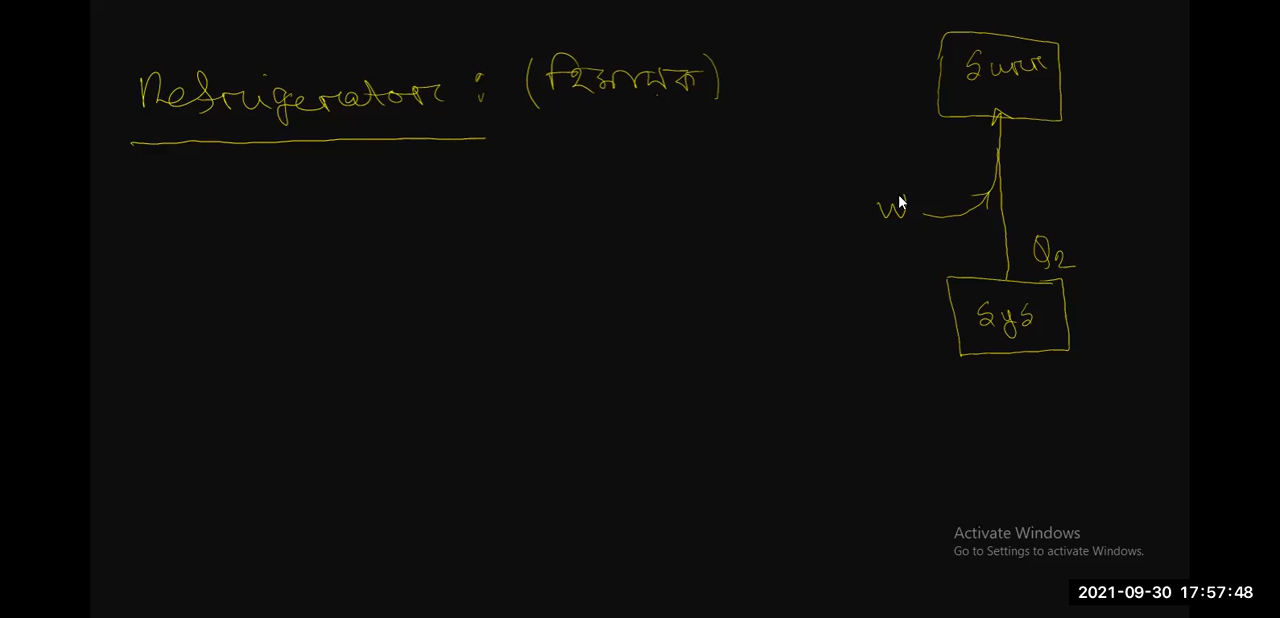 Refrigerator : (হিমায়ক)
Surr
W
Q2
Sys
Activate Windows
Go to Settings to activate Windows.
2021-09-30 17:57:48